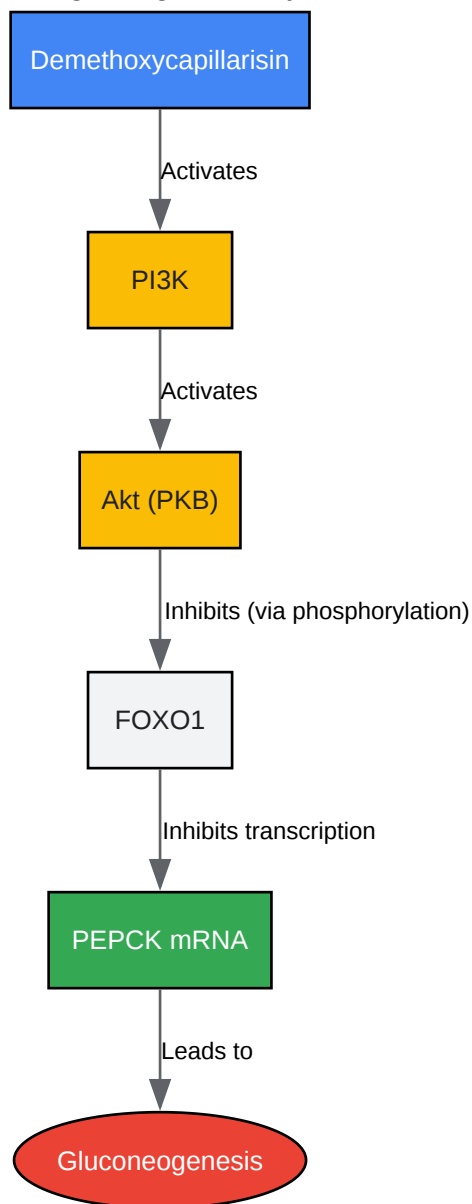 Demethoxycapillarisin
Activates
PI3K
Activates
Akt (PKB)
Inhibits (via phosphorylation)
FOXO1
Inhibits transcription
PEPCK mRNA
Leads to
Gluconeogenesis